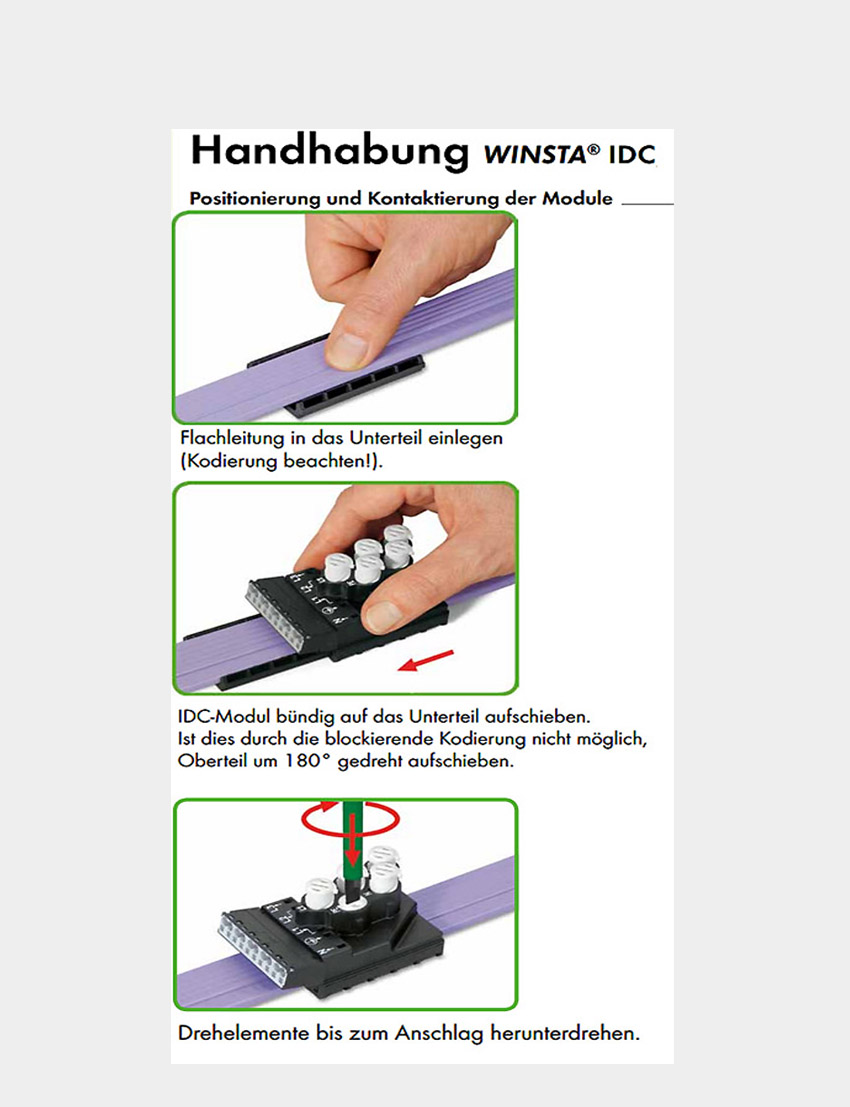 Handhabung WINSTA® IDC
Positionierung und Kontaktierung der Module
Flachleitung in das Unterteil einlegen
(Kodierung beachten!).
IDC-Modul bündig auf das Unterteil aufschieben.
Ist dies durch die blockierende Kodierung nicht möglich,
Oberteil um 180° gedreht aufschieben.
Drehelemente bis zum Anschlag herunterdrehen.